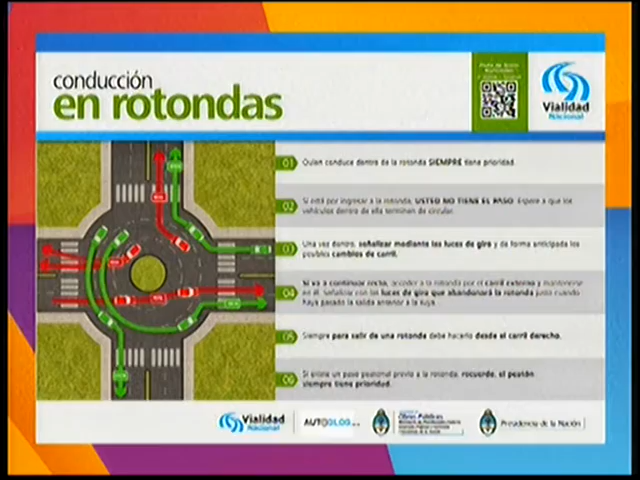 conducción
en rotondas
Vialidad
Nacional
01 Quien conduce dentro de la rotonda SIEMPRE tiene prioridad.
02 Si está por ingresar a la rotonda, USTED NO TIENE EL PASO. Espere a que los
vehículos dentro de ella terminen de circular.
03 Una vez dentro, señalizar mediante las luces de giro y de forma anticipada los
posibles cambios de carril.
04 Si va a continuar recto, acceder a la rotonda por el carril externo y mantenerse
en él. Señalizar con las luces de giro que abandonará la rotonda justo cuando
haya pasado la salida anterior a la suya.
05 Siempre para salir de una rotonda debe hacerlo desde el carril derecho.
06 Si existe un paso peatonal previo a la rotonda, recuerde, el peatón
siempre tiene prioridad.
Vialidad
Nacional
AUTOBLOG
Obras Públicas
Presidencia de la Nación